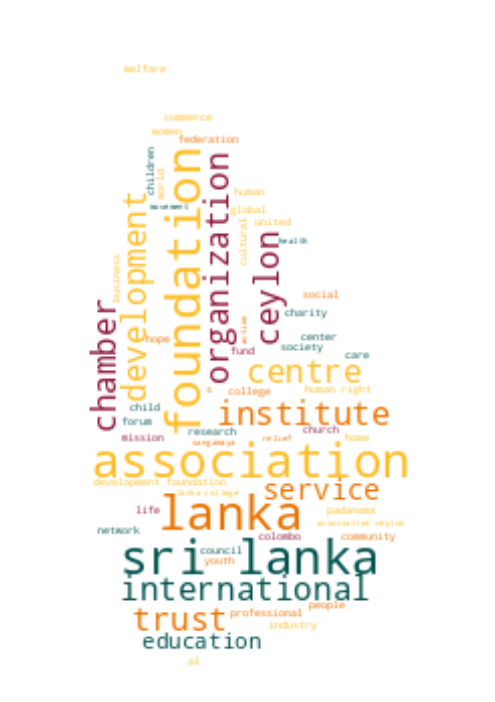 welfare
commerce
women
federation
children
world
movement
foundation
organization
development
human
global
united
cultural
health
ceylon
business
chamber
social
charity
action
hope
center
society
fund
care
centre
s
college
human right
child
institute
forum
research
church
mission
sangamaya
relief
home
association
development foundation
service
lanka college
lanka
life
padanama
association ceylon
network
colombo
community
sri lanka
council
youth
international
people
trust
professional
industry
education
al